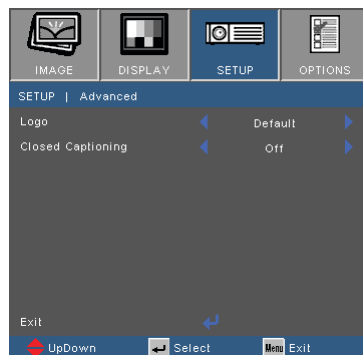 IMAGE DISPLAY SETUP OPTIONS
SETUP | Advanced
Logo Default
Closed Captioning Off
Exit
UpDown Select Menu Exit